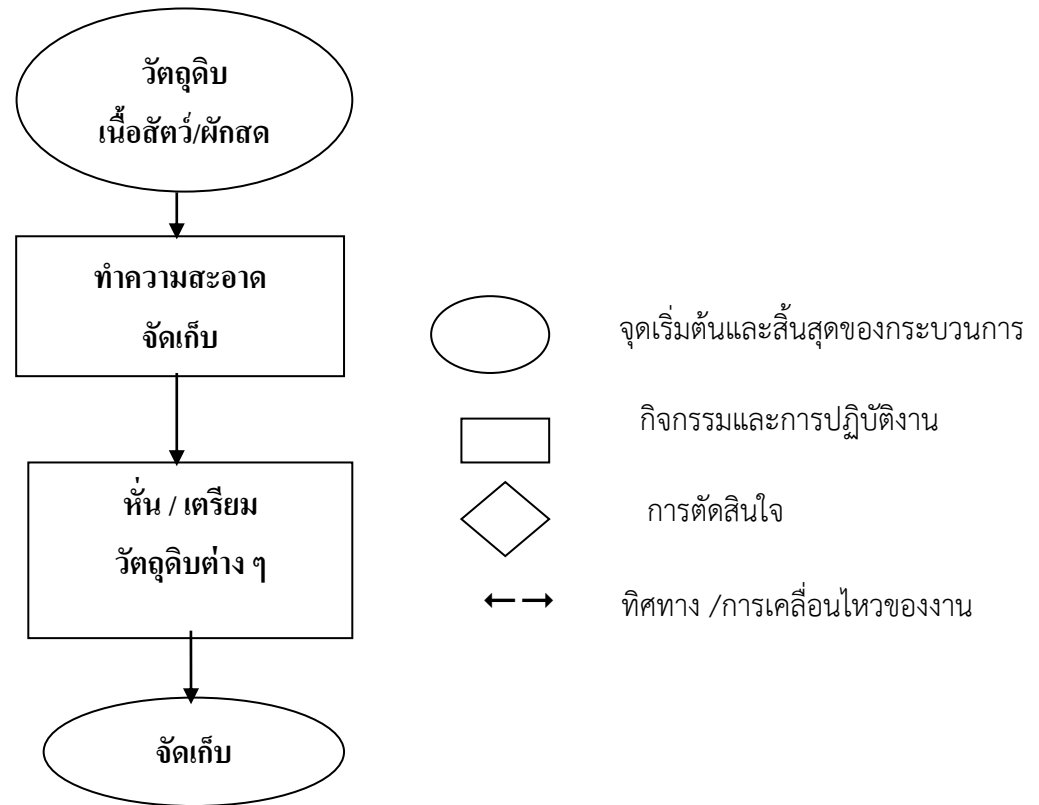 วัตถุดิบ
เนื้อสัตว์/ผักสด
ทำความสะอาด
จัดเก็บ
หั่น / เตรียม
วัตถุดิบต่าง ๆ
จัดเก็บ
จุดเริ่มต้นและสิ้นสุดของกระบวนการ
กิจกรรมและการปฏิบัติงาน
การตัดสินใจ
ทิศทาง /การเคลื่อนไหวของงาน